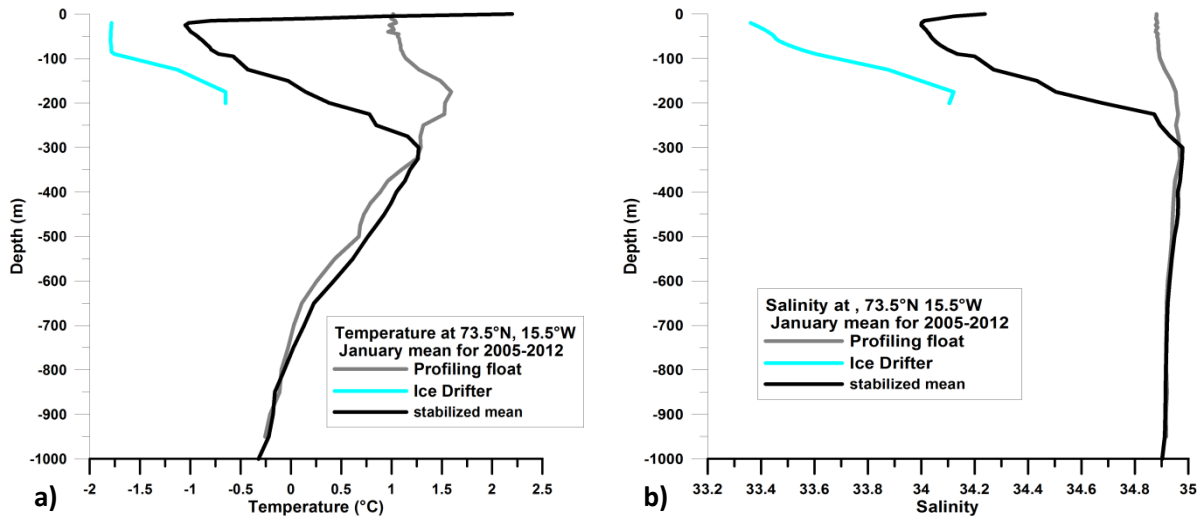 0
-100
-200
-300
-400
-500
-600
-700
-800
-900
-1000
Depth (m)
Temperature at 73.5°N, 15.5°W
January mean for 2005-2012
Profiling float
Ice Drifter
stabilized mean
-2 -1.5 -1 -0.5 0 0.5 1 1.5 2 2.5
Temperature (°C)
a)
0
-100
-200
-300
-400
-500
-600
-700
-800
-900
-1000
Depth (m)
Salinity at , 73.5°N 15.5°W
January mean for 2005-2012
Profiling float
Ice Drifter
stabilized mean
33.2 33.4 33.6 33.8 34 34.2 34.4 34.6 34.8 35
Salinity
b)